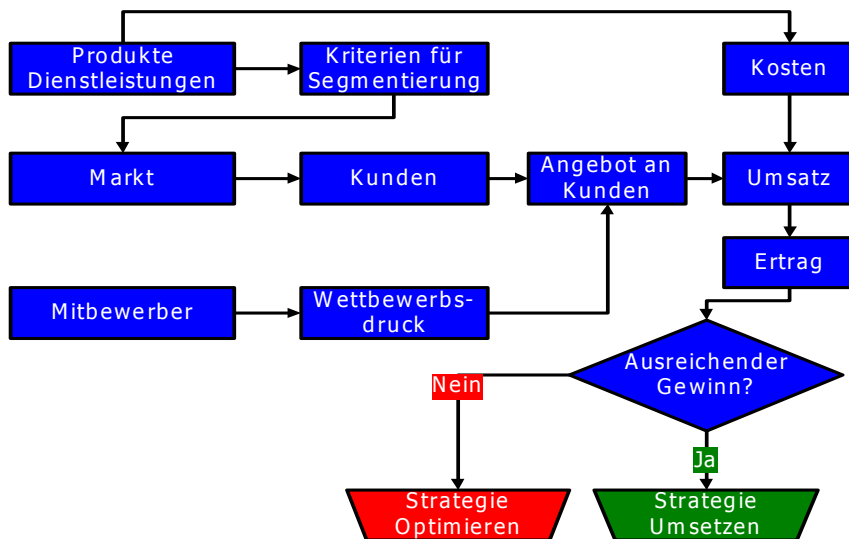 Produkte
Dienstleistungen
Kriterien für
Segmentierung
Kosten
Markt
Kunden
Angebot an
Kunden
Umsatz
Ertrag
Mitbewerber
Wettbewerbs-
druck
Ausreichender
Gewinn?
Nein
Ja
Strategie
Optimieren
Strategie
Umsetzen